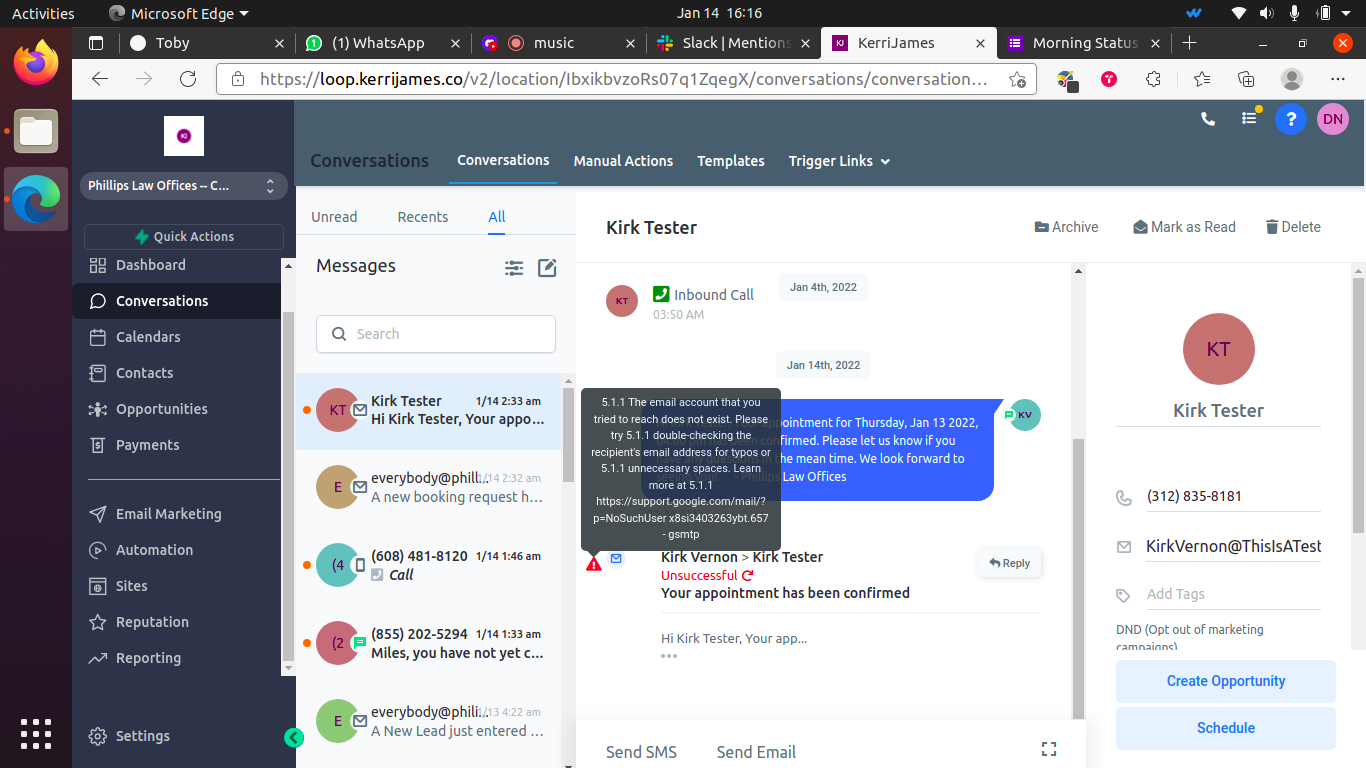 Activities
Microsoft Edge
Jan 14 16:16
Toby
(1) WhatsApp
music
Slack | Mentions
KJ
KerriJames
Morning Status
https://loop.kerrijames.co/v2/location/IbxikbvzoRs07q1ZqegX/conversations/conversation...
KJ
Phillips Law Offices -- C...
Quick Actions
Dashboard
Conversations
Calendars
Contacts
Opportunities
Payments
Email Marketing
Automation
Sites
Reputation
Reporting
Settings
Conversations
Conversations
Manual Actions
Templates
Trigger Links
?
DN
Unread
Recents
All
Messages
Search
KT
Kirk Tester
1/14 2:33 am
Hi Kirk Tester, Your appo...
E
everybody@philli...
1/14 2:32 am
A new booking request h...
(4
(608) 481-8120
1/14 1:46 am
Call
(2
(855) 202-5294
1/14 1:33 am
Miles, you have not yet c...
E
everybody@phili...
1/13 4:22 am
A New Lead just entered ...
Kirk Tester
Archive
Mark as Read
Delete
KT
Inbound Call
03:50 AM
Jan 4th, 2022
Jan 14th, 2022
5.1.1 The email account that you
tried to reach does not exist. Please
try 5.1.1 double-checking the
recipient's email address for typos or
5.1.1 unnecessary spaces. Learn
more at 5.1.1
https://support.google.com/mail/?
p=NoSuchUser x8si3403263ybt.657
- gsmtp
appointment for Thursday, Jan 13 2022,
confirmed. Please let us know if you
in the mean time. We look forward to
- Phillips Law Offices
KV
Kirk Vernon > Kirk Tester
Unsuccessful
Your appointment has been confirmed
Reply
Hi Kirk Tester, Your app...
Send SMS
Send Email
KT
Kirk Tester
(312) 835-8181
KirkVernon@ThisIsATest
Add Tags
DND (Opt out of marketing
campaigns)
Create Opportunity
Schedule